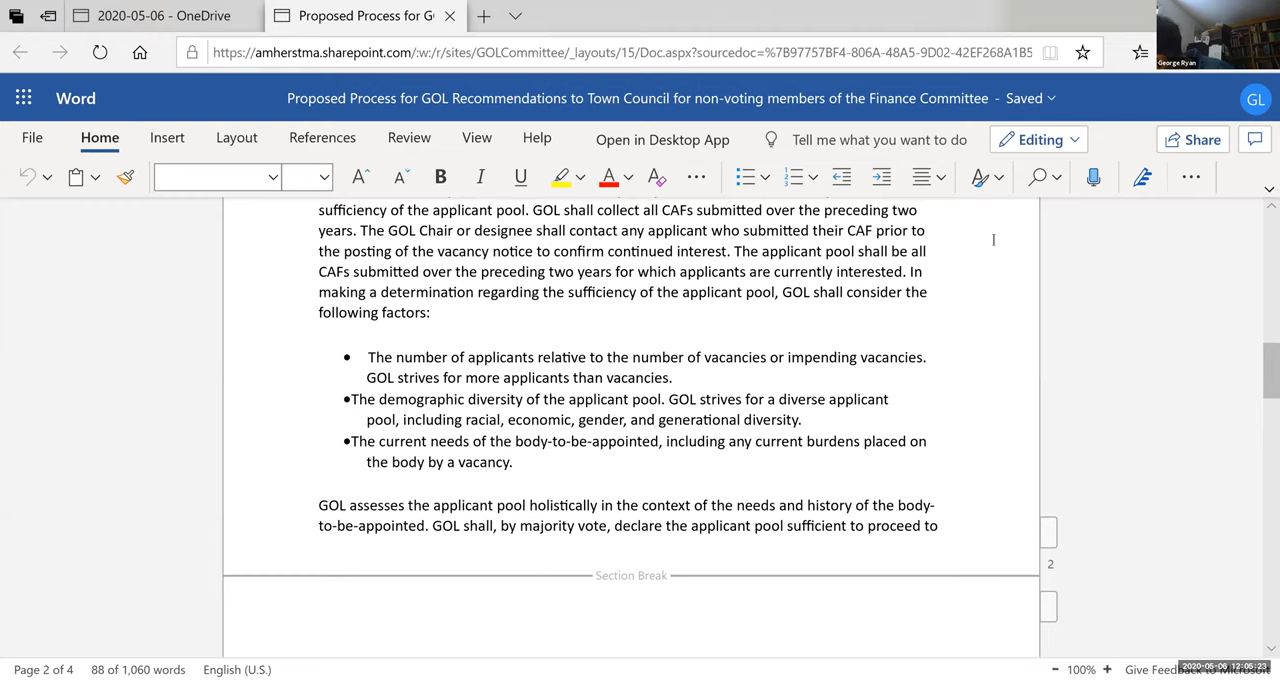 2020-05-06 - OneDrive
Proposed Process for GO
https://amherstma.sharepoint.com/:w:/r/sites/GOLCommittee/_layouts/15/Doc.aspx?sourcedoc=%7B97757BF4-806A-48A5-9D02-42EF268A1B5
George Ryan
Word
Proposed Process for GOL Recommendations to Town Council for non-voting members of the Finance Committee - Saved
GL
File Home Insert Layout References Review View Help Open in Desktop App Tell me what you want to do Editing Share
sufficiency of the applicant pool. GOL shall collect all CAFs submitted over the preceding two
years. The GOL Chair or designee shall contact any applicant who submitted their CAF prior to
the posting of the vacancy notice to confirm continued interest. The applicant pool shall be all
CAFs submitted over the preceding two years for which applicants are currently interested. In
making a determination regarding the sufficiency of the applicant pool, GOL shall consider the
following factors:
• The number of applicants relative to the number of vacancies or impending vacancies.
GOL strives for more applicants than vacancies.
•The demographic diversity of the applicant pool. GOL strives for a diverse applicant
pool, including racial, economic, gender, and generational diversity.
•The current needs of the body-to-be-appointed, including any current burdens placed on
the body by a vacancy.
GOL assesses the applicant pool holistically in the context of the needs and history of the body-
to-be-appointed. GOL shall, by majority vote, declare the applicant pool sufficient to proceed to
Section Break
2
Page 2 of 4 88 of 1,060 words English (U.S.) - 100% + Give Feedback to Microsoft
2020-05-06 12:05:23